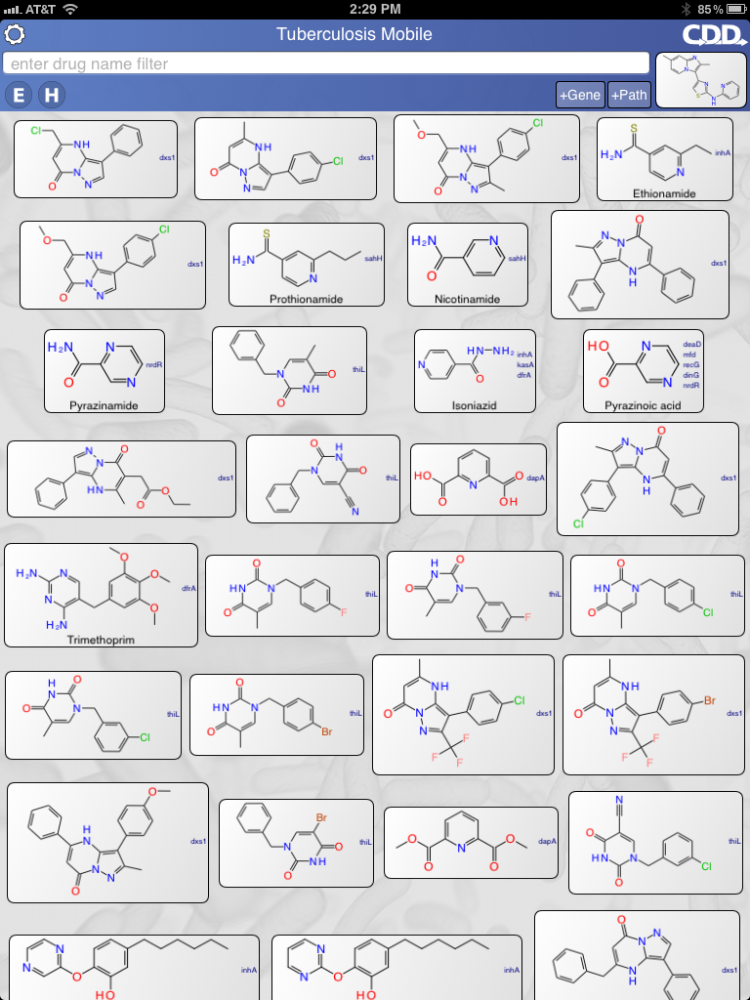 AT&T 2:29 PM 85%
Tuberculosis Mobile
CDD
enter drug name filter
E H +Gene +Path
dxs1
dxs1
dxs1
inhA
Ethionamide
dxs1
sahH
Prothionamide
sahH
Nicotinamide
dxs1
nrdR
Pyrazinamide
thiL
inhA
kasA
dfrA
Isoniazid
deaD
mfd
recG
dinG
nrdR
Pyrazinoic acid
dxs1
thiL
dapA
dxs1
dfrA
Trimethoprim
thiL
thiL
thiL
thiL
thiL
dxs1
dxs1
dxs1
thiL
dapA
thiL
inhA
inhA
dxs1